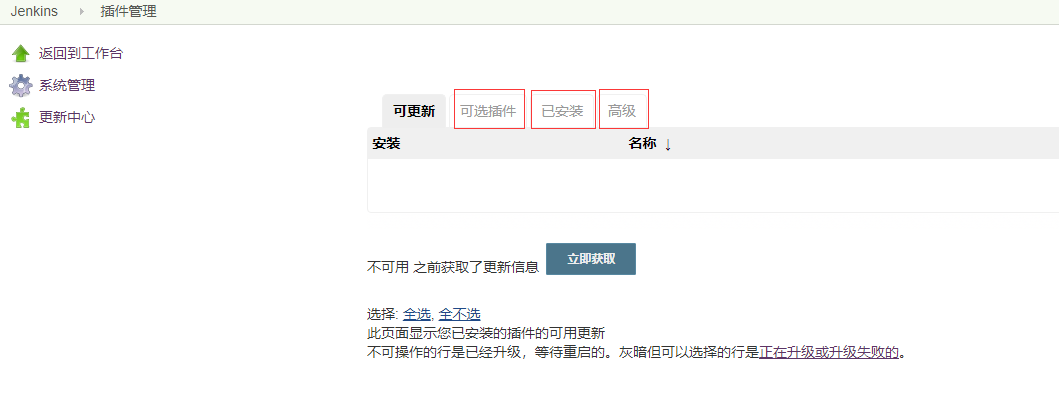 Jenkins 插件管理
返回到工作台
系统管理
更新中心
可更新 可选插件 已安装 高级
安装 名称 ↓
不可用 之前获取了更新信息 立即获取
选择: 全选, 全不选
此页面显示您已安装的插件的可用更新
不可操作的行是已经升级，等待重启的。灰暗但可以选择的行是正在升级或升级失败的。